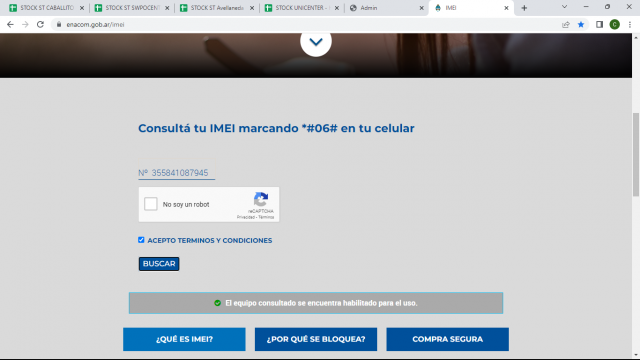 STOCK ST CABALLITO
STOCK ST SWPOCENT
STOCK ST Avellaneda
STOCK UNICENTER -
Admin
IMEI
enacom.gob.ar/imei
C
Consultá tu IMEI marcando *#06# en tu celular
Nº 355841087945
No soy un robot
reCAPTCHA
Privacidad - Términos
ACEPTO TERMINOS Y CONDICIONES
BUSCAR
El equipo consultado se encuentra habilitado para el uso.
¿QUÉ ES IMEI?
¿POR QUÉ SE BLOQUEA?
COMPRA SEGURA